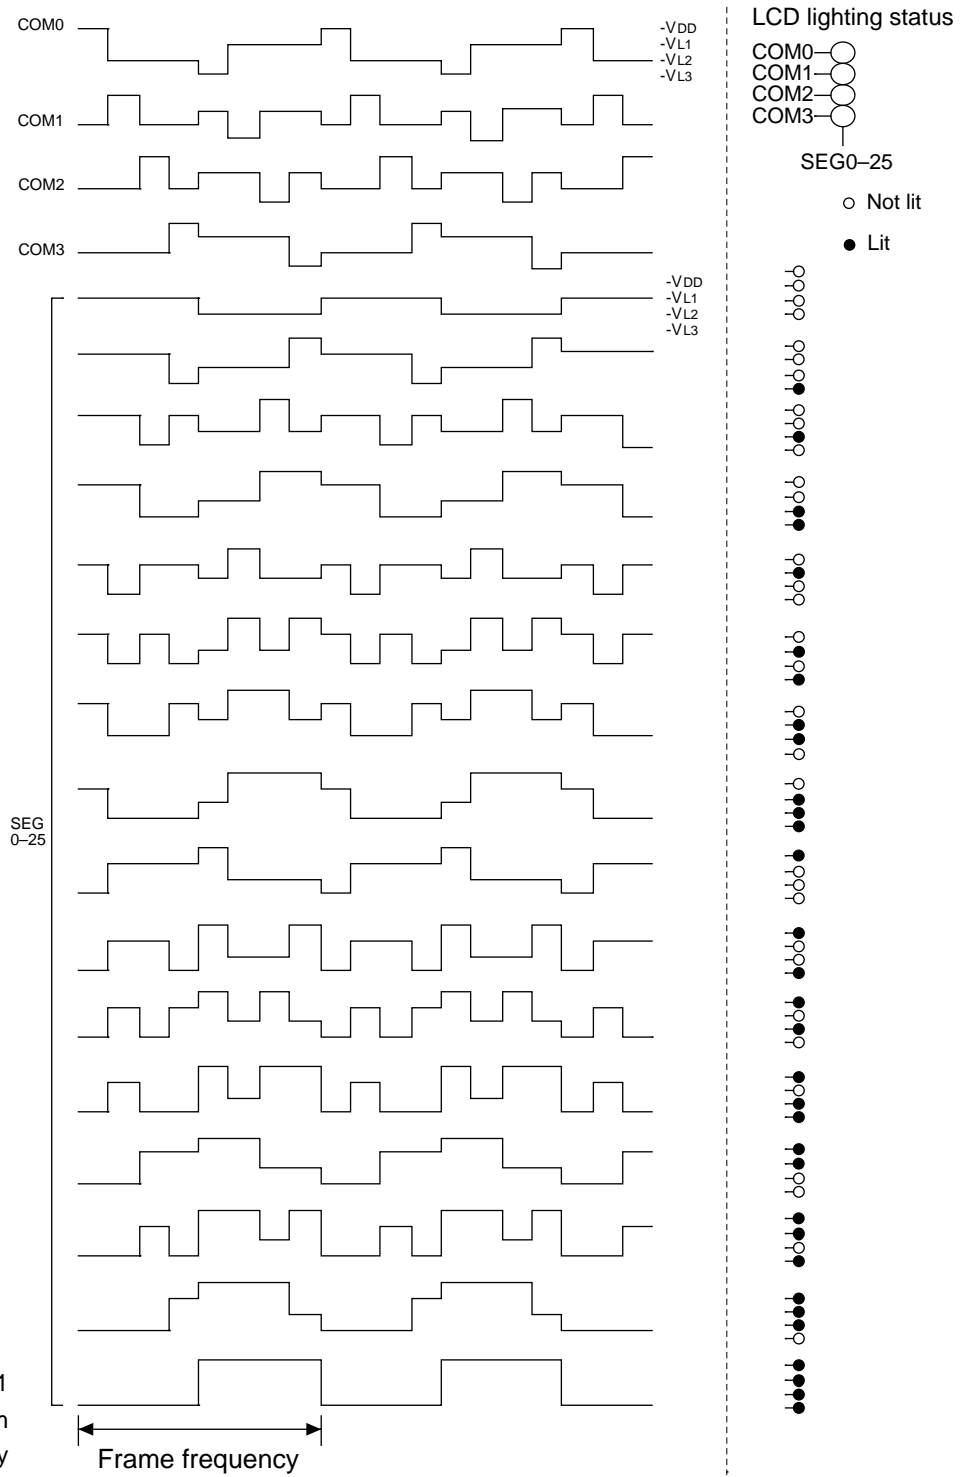 COM0
-VDD
-VL1
-VL2
-VL3
COM1
COM2
COM3
-VDD
-VL1
-VL2
-VL3
SEG
0–25
1
n
y
Frame frequency
LCD lighting status
COM0
COM1
COM2
COM3
SEG0–25
Not lit
Lit